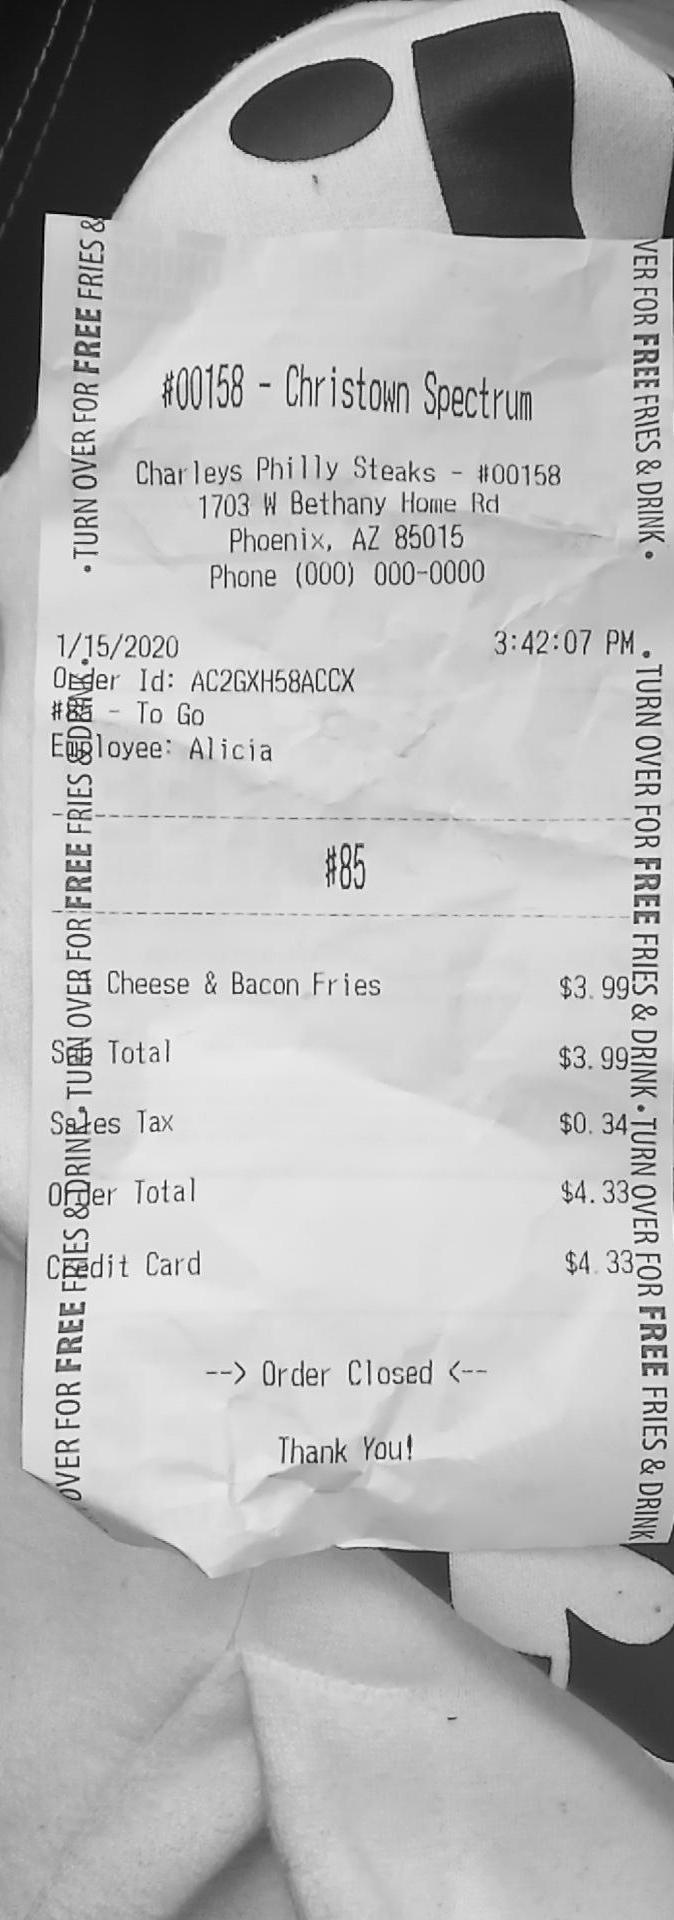 #00158 - Christown Spectrum
Charleys Philly Steaks - #00158
1703 W Bethany Home Rd
Phoenix, AZ 85015
Phone (000) 000-0000
1/15/2020 3:42:07 PM
Order Id: AC2GXH58ACCX
#85 - To Go
Employee: Alicia
#85
1 Cheese & Bacon Fries $3.99
Sub Total $3.99
Sales Tax $0.34
Order Total $4.33
Credit Card $4.33
--> Order Closed <--
Thank You!
OVER FOR FREE FRIES & DRINK • TURN OVER FOR FREE FRIES & DRINK • TURN OVER FOR FREE FRIES &
VER FOR FREE FRIES & DRINK • TURN OVER FOR FREE FRIES & DRINK • TURN OVER FOR FREE FRIES & DRINK